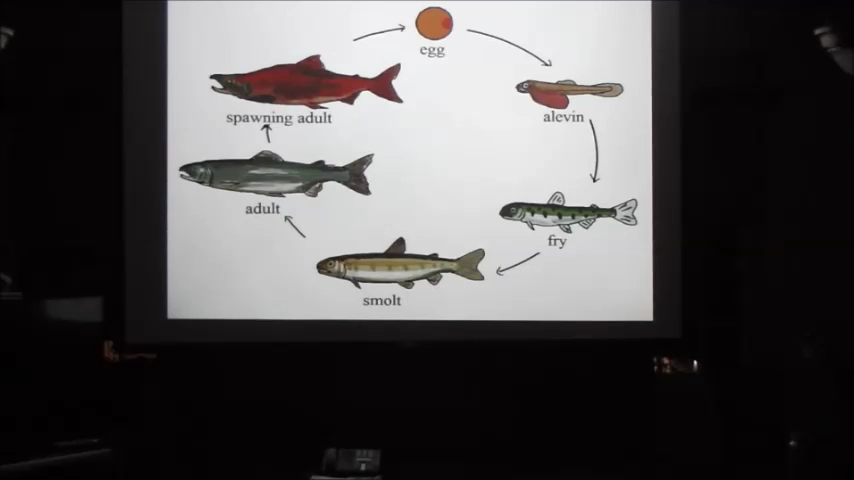 egg
alevin
fry
smolt
adult
spawning adult